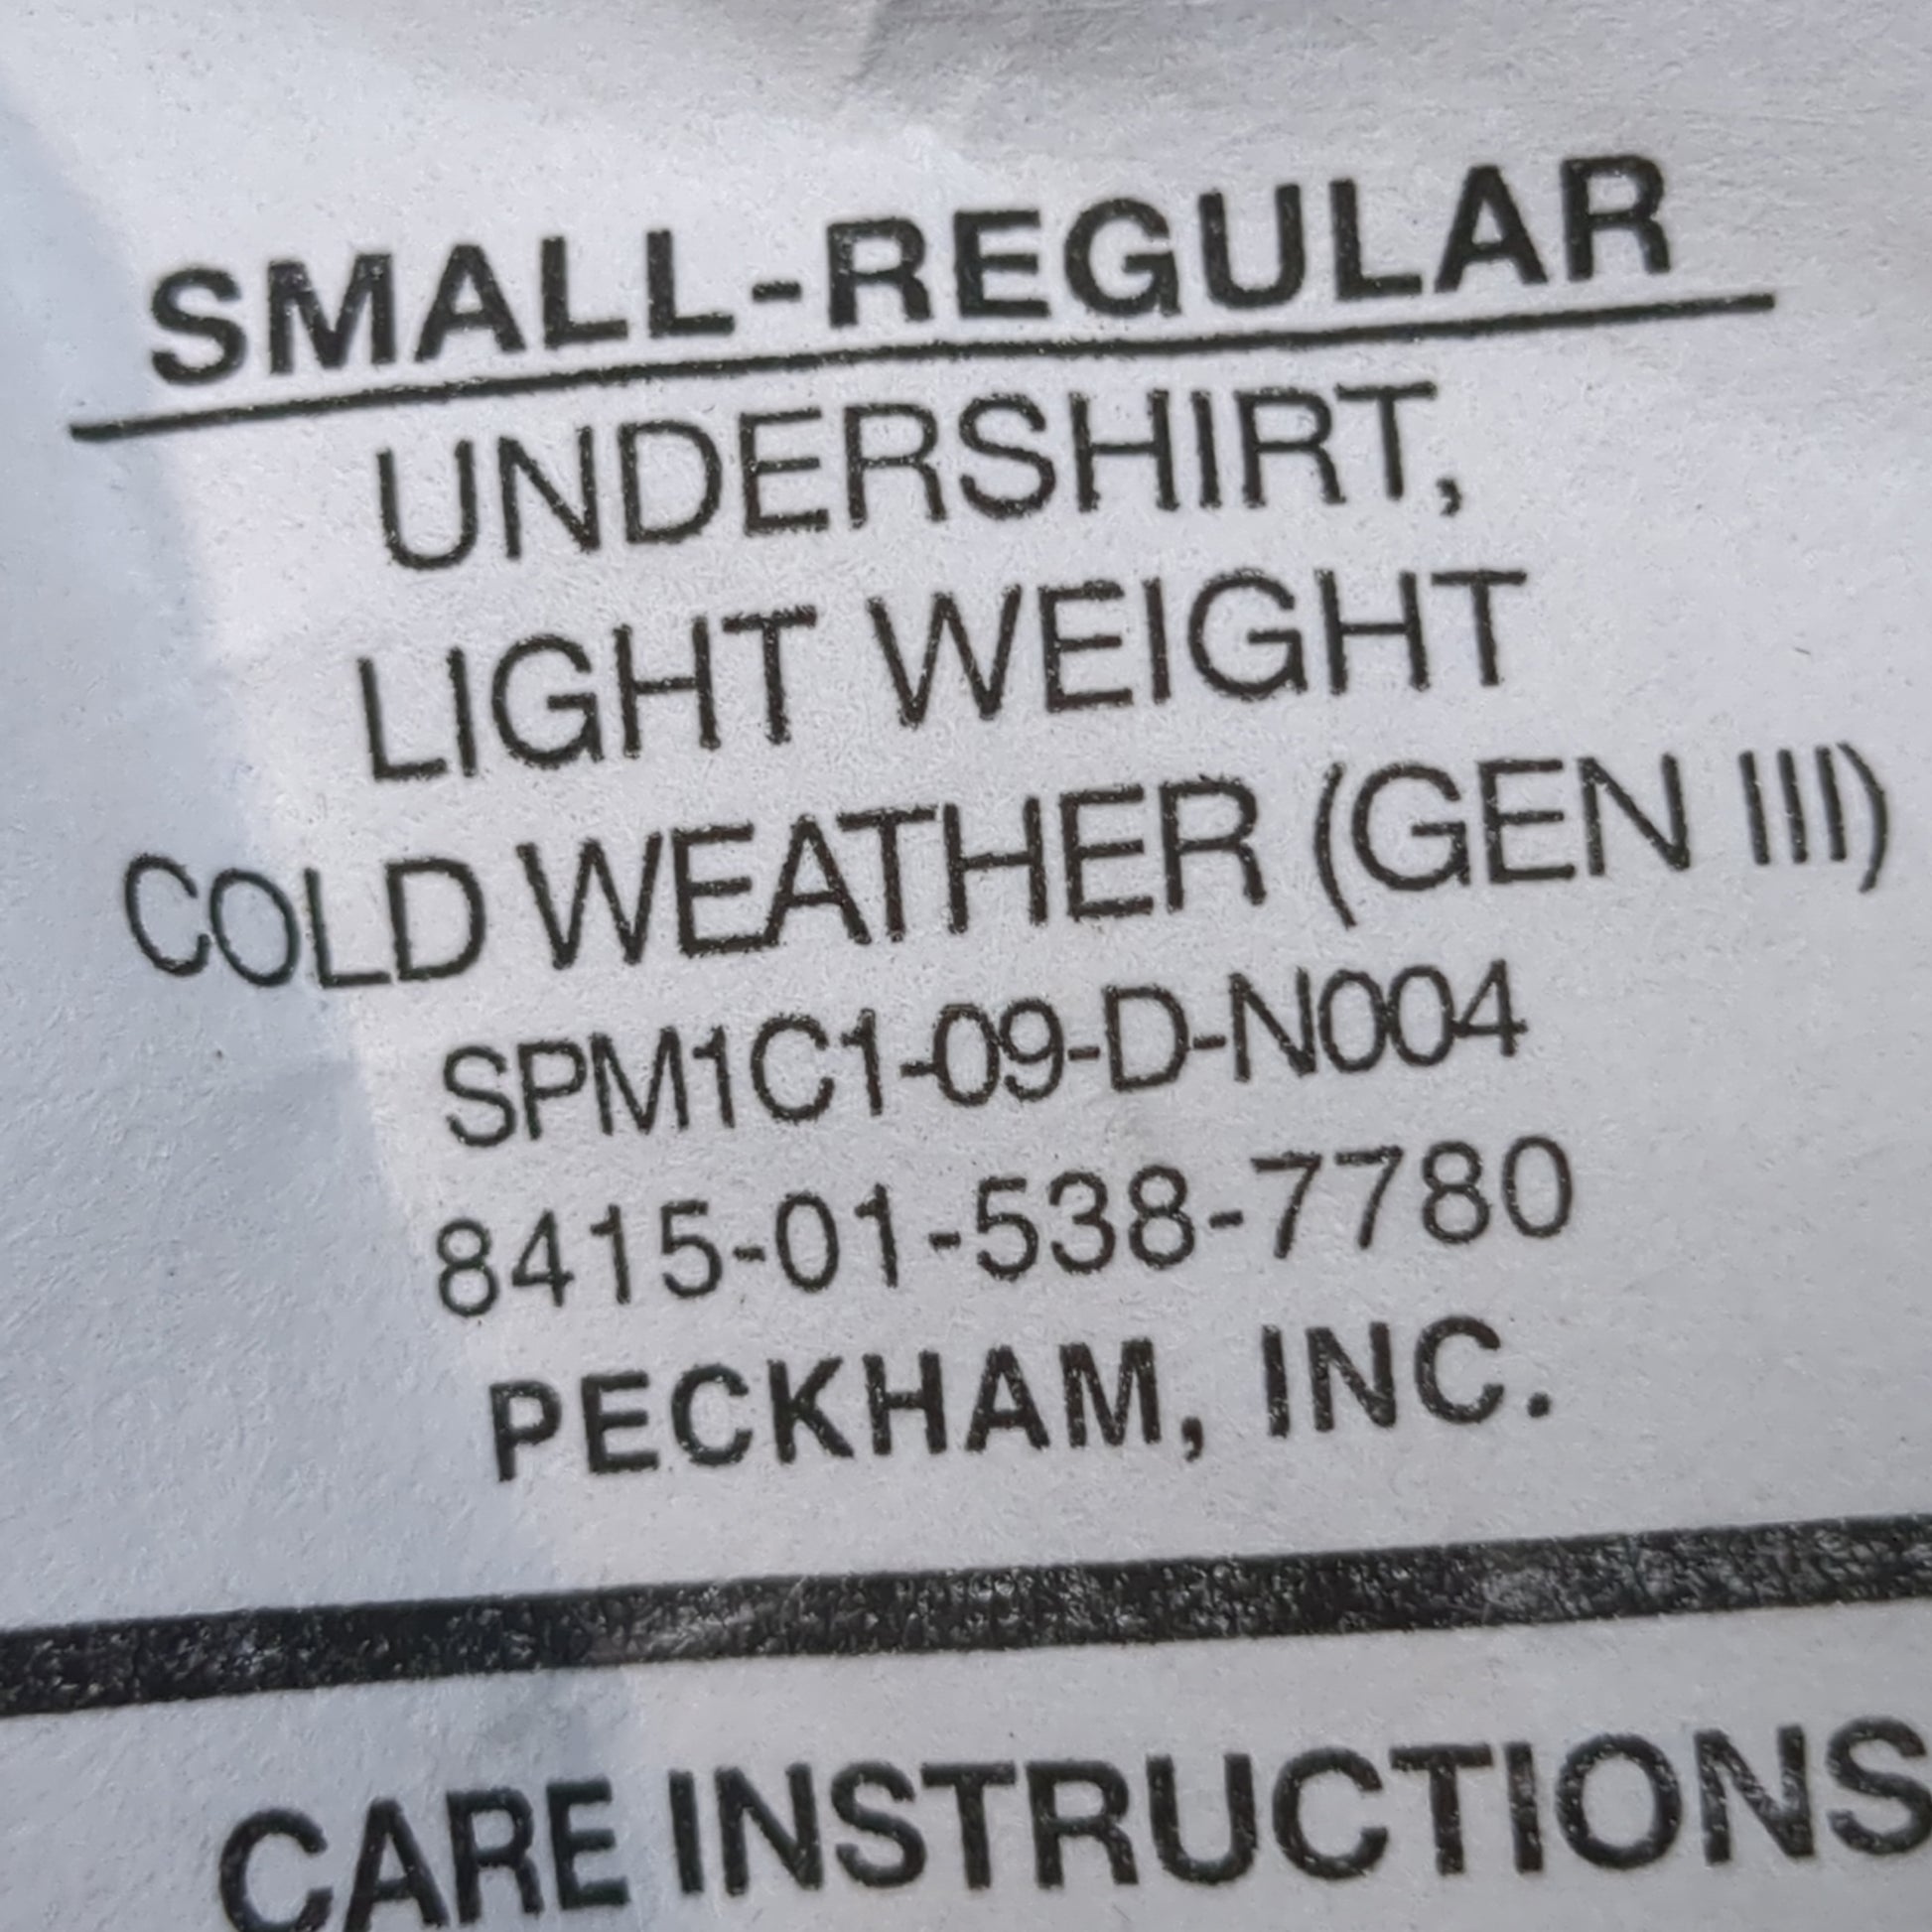 SMALL-REGULAR
UNDERSHIRT,
LIGHT WEIGHT
COLD WEATHER (GEN III)
SPM1C1-09-D-N004
8415-01-538-7780
PECKHAM, INC.
CARE INSTRUCTIONS